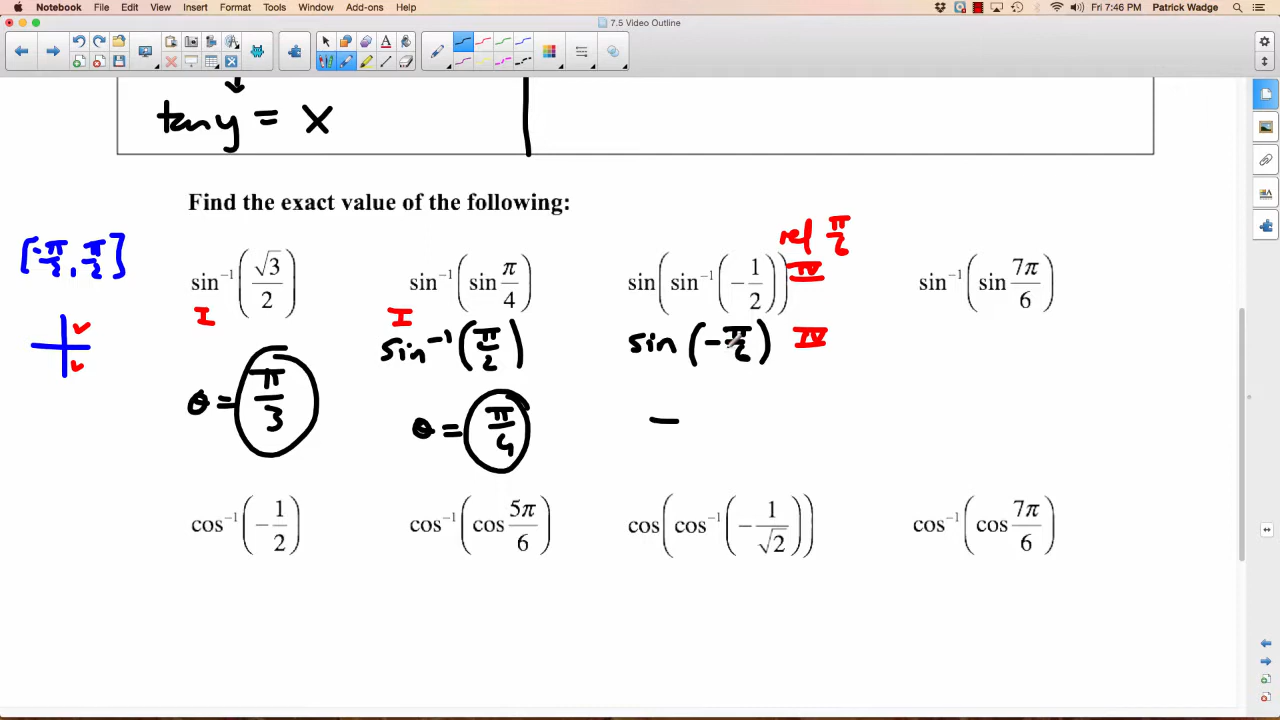 Notebook File Edit View Insert Format Tools Window Add-ons Help Fri 7:46 PM Patrick Wadge
7.5 Video Outline
tan y = x
Find the exact value of the following:
[-π/2, π/2]
ref π/2
sin⁻¹(√3/2) sin⁻¹(sin π/4) sin(sin⁻¹(-1/2)) IV sin⁻¹(sin 7π/6)
I I
sin⁻¹(π/2) sin(-π/2) IV
θ = π/3 θ = π/4 –
cos⁻¹(-1/2) cos⁻¹(cos 5π/6) cos(cos⁻¹(-1/√2)) cos⁻¹(cos 7π/6)